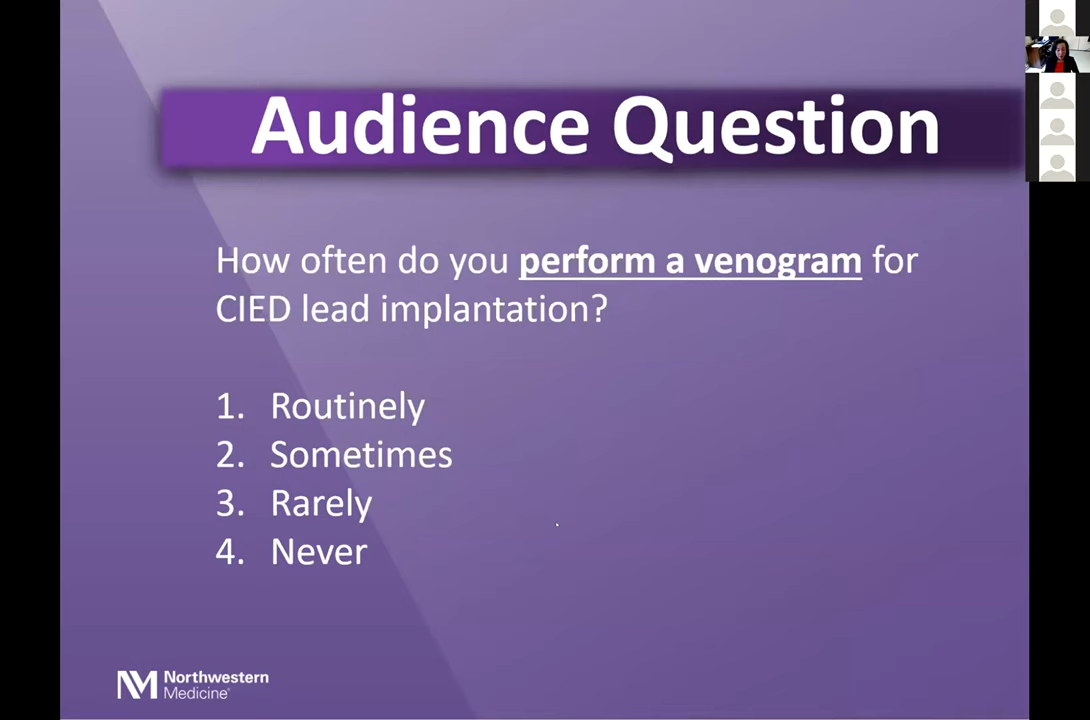 Audience Question
How often do you perform a venogram for
CIED lead implantation?
1. Routinely
2. Sometimes
3. Rarely
4. Never
Northwestern
Medicine